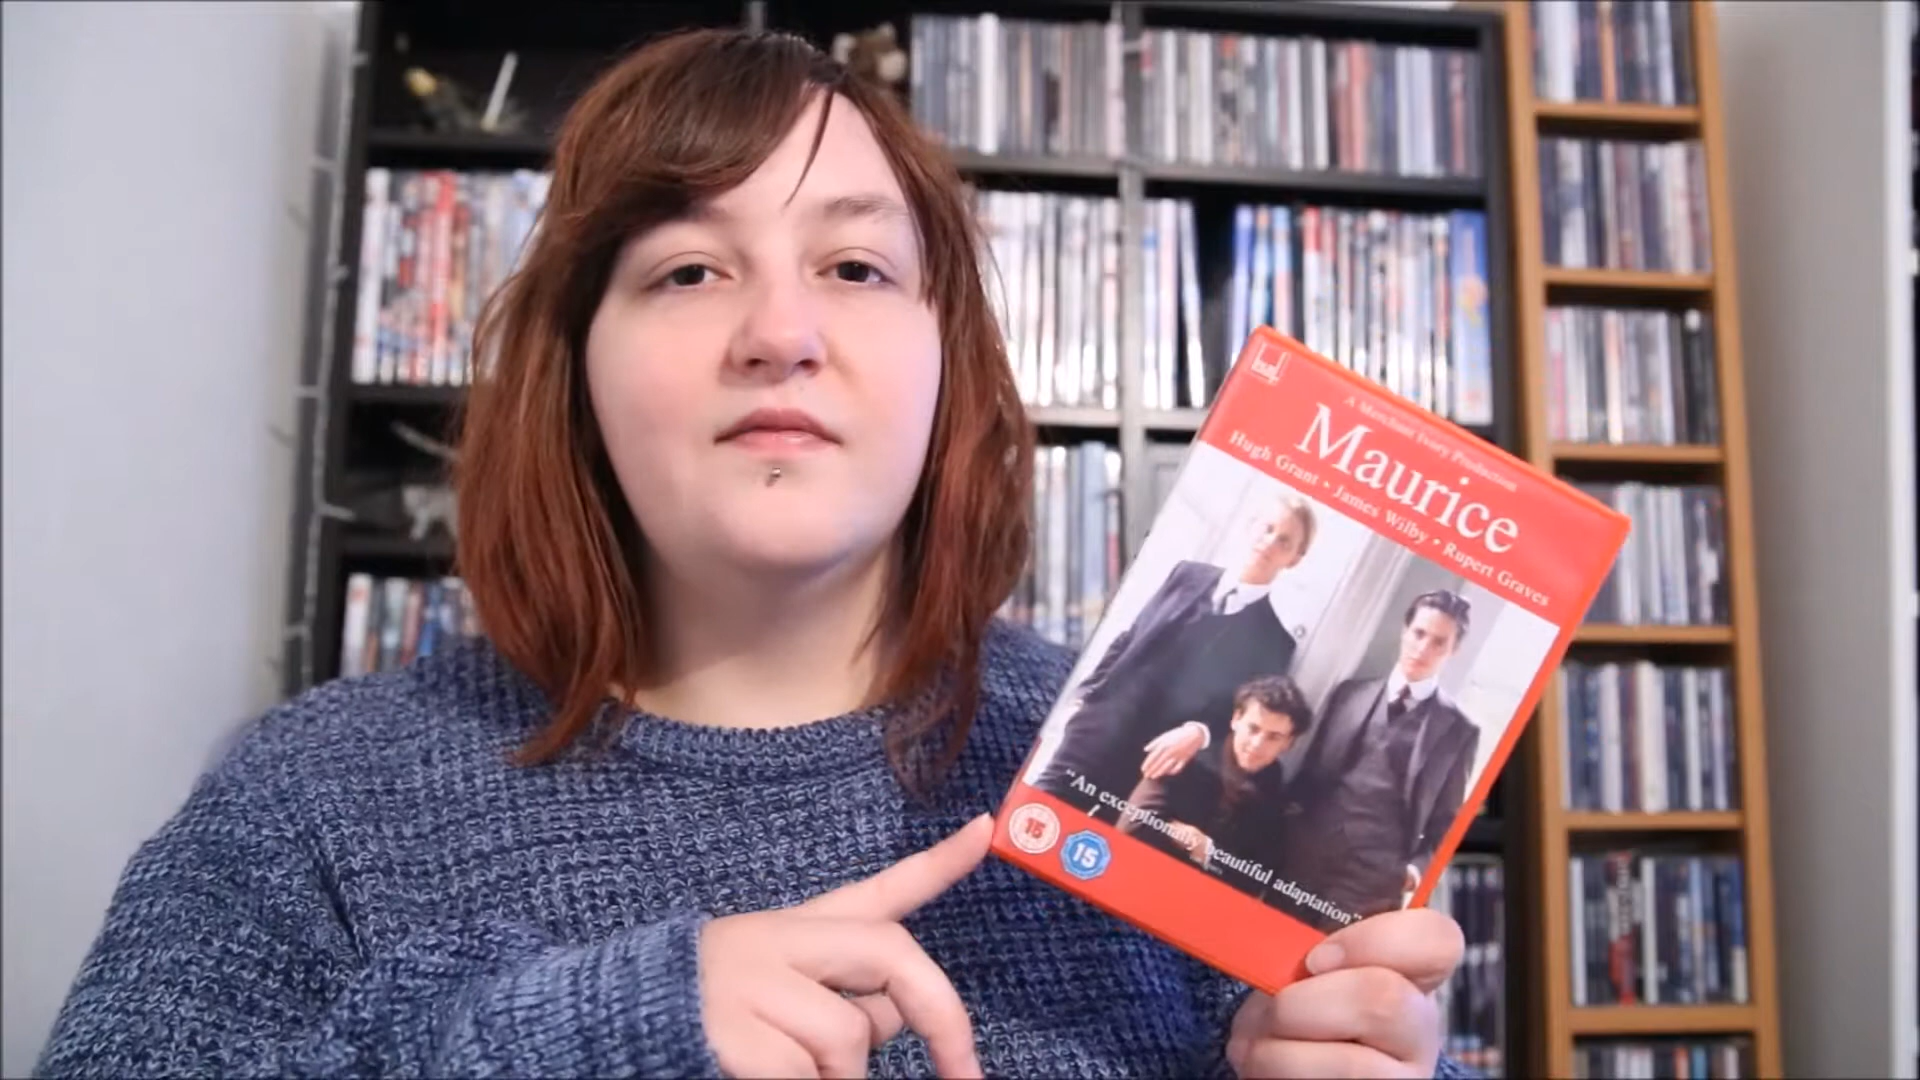 A Merchant Ivory Production
Maurice
Hugh Grant • James Wilby • Rupert Graves
"An exceptionally beautiful adaptation"
15
15